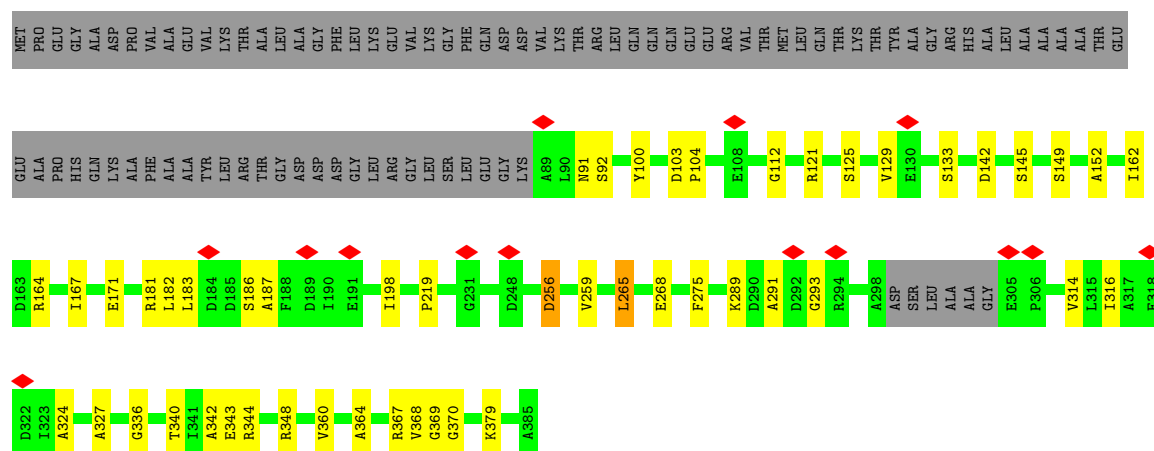 MET PRO GLU GLY ALA ASP PRO VAL ALA GLU VAL LYS THR ALA LEU ALA GLY PHE LEU LYS GLU VAL LYS GLY PHE GLN ASP ASP VAL LYS THR ARG LEU GLN GLN GLN GLU GLU ARG VAL THR MET LEU GLN THR LYS THR TYR ALA GLY ARG HIS ALA LEU ALA ALA ALA ALA THR GLU
GLU ALA PRO HIS GLN LYS ALA PHE ALA ALA TYR LEU ARG THR GLY ASP ASP ASP GLY LEU ARG GLY LEU SER LEU GLU GLY LYS A89 L90 N91 S92 Y100 D103 P104 E108 G112 R121 S125 V129 E130 S133 D142 S145 S149 A152 I162
D163 R164 I167 E171 R181 L182 L183 D184 D185 S186 A187 F188 D189 I190 E191 I198 P219 G231 D248 D256 V259 L265 E268 F275 K289 D290 A291 D292 G293 R294 A298 ASP SER LEU ALA ALA GLY E305 P306 V314 L315 I316 A317 E318
D322 I323 A324 A327 G336 T340 I341 A342 E343 R344 R348 V360 A364 R367 V368 G369 G370 K379 A385